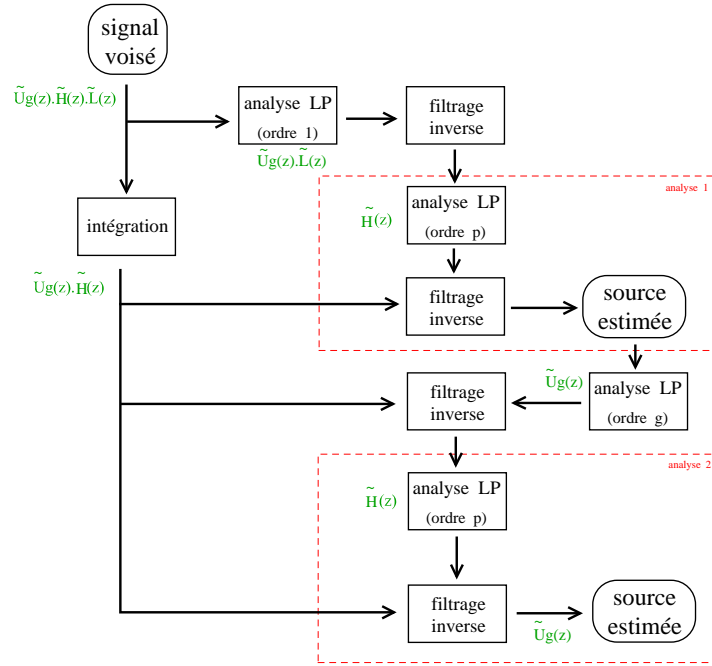 signal
voisé
Ũg(z).H̃(z).L̃(z)
analyse LP
(ordre 1)
Ũg(z).L̃(z)
filtrage
inverse
analyse 1
intégration
H̃(z)
analyse LP
(ordre p)
Ũg(z).H̃(z)
filtrage
inverse
source
estimée
Ũg(z)
filtrage
inverse
analyse LP
(ordre g)
analyse 2
H̃(z)
analyse LP
(ordre p)
filtrage
inverse
Ũg(z)
source
estimée